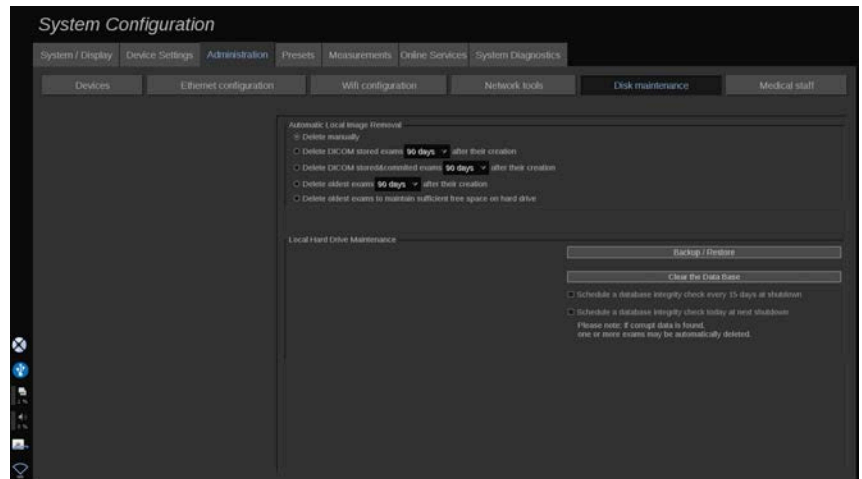 System Configuration
System / Display Device Settings Administration Presets Measurements Online Services System Diagnostics
Devices Ethernet configuration Wifi configuration Network tools Disk maintenance Medical staff
Automatic Local Image Removal
Delete manually
Delete DICOM stored exams 90 days after their creation
Delete DICOM stored&commited exams 90 days after their creation
Delete oldest exams 90 days after their creation
Delete oldest exams to maintain sufficient free space on hard drive
Local Hard Drive Maintenance
Backup / Restore
Clear the Data Base
Schedule a database integrity check every 15 days at shutdown
Schedule a database integrity check today at next shutdown
Please note: if corrupt data is found,
one or more exams may be automatically deleted.